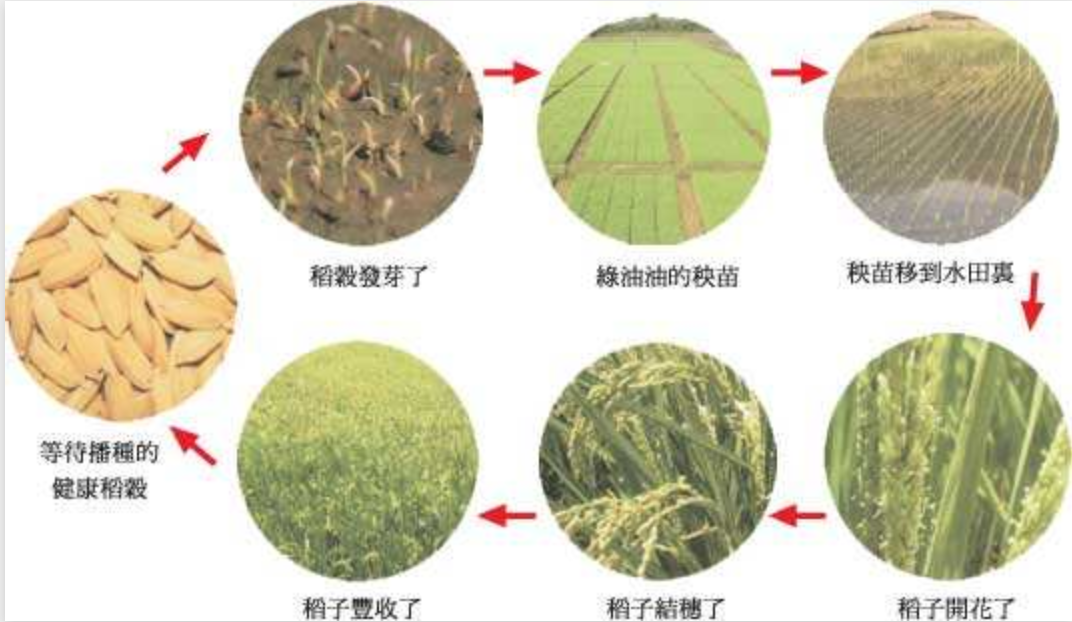 稻穀發芽了
綠油油的秧苗
秧苗移到水田裏
等待播種的
健康稻穀
稻子豐收了
稻子結穗了
稻子開花了